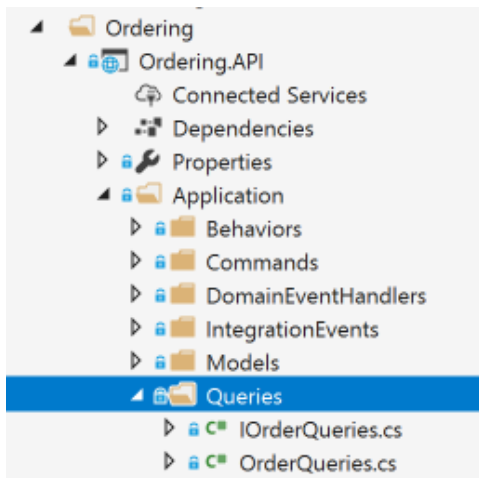 Ordering
Ordering.API
Connected Services
Dependencies
Properties
Application
Behaviors
Commands
DomainEventHandlers
IntegrationEvents
Models
Queries
C# IOrderQueries.cs
C# OrderQueries.cs